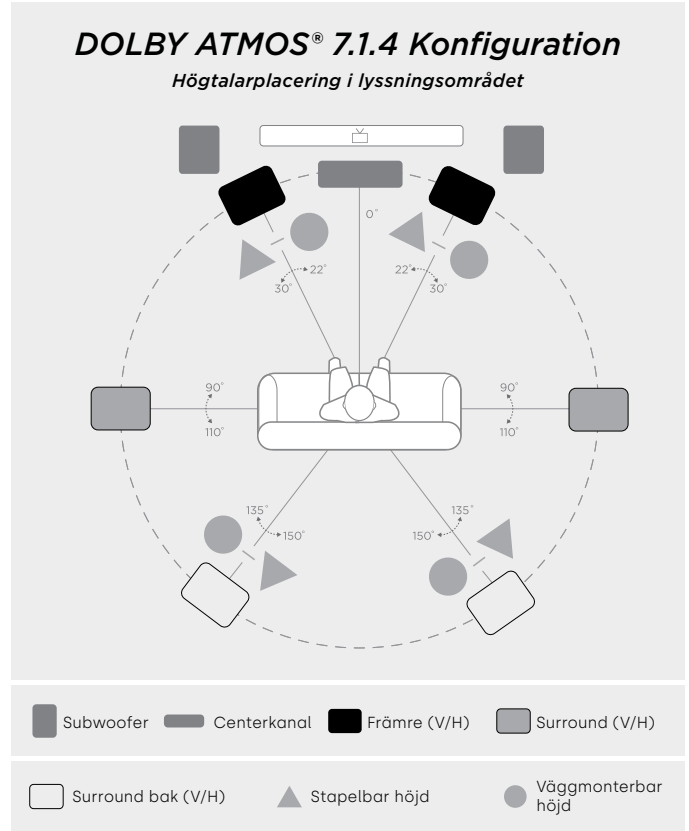 DOLBY ATMOS® 7.1.4 Konfiguration
Högtalarplacering i lyssningsområdet
0°
22° 22°
30° 30°
90° 90°
110° 110°
135° 135°
150° 150°
Subwoofer Centerkanal Främre (V/H) Surround (V/H)
Surround bak (V/H) Stapelbar höjd Väggmonterbar
höjd